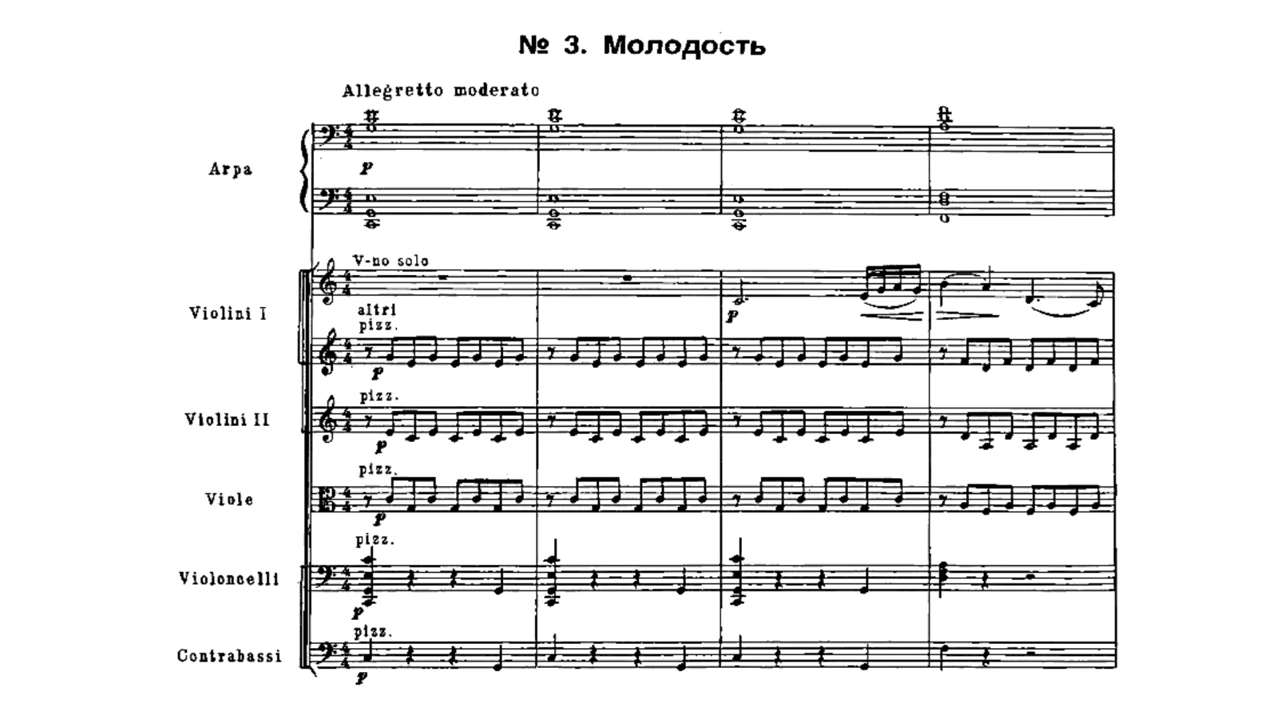 № 3. Молодость
Allegretto moderato
Arpa
p
V-no solo
Violini I
p
altri
pizz.
p
pizz.
Violini II
p
pizz.
Viole
p
pizz.
Violoncelli
p
pizz.
Contrabassi
p